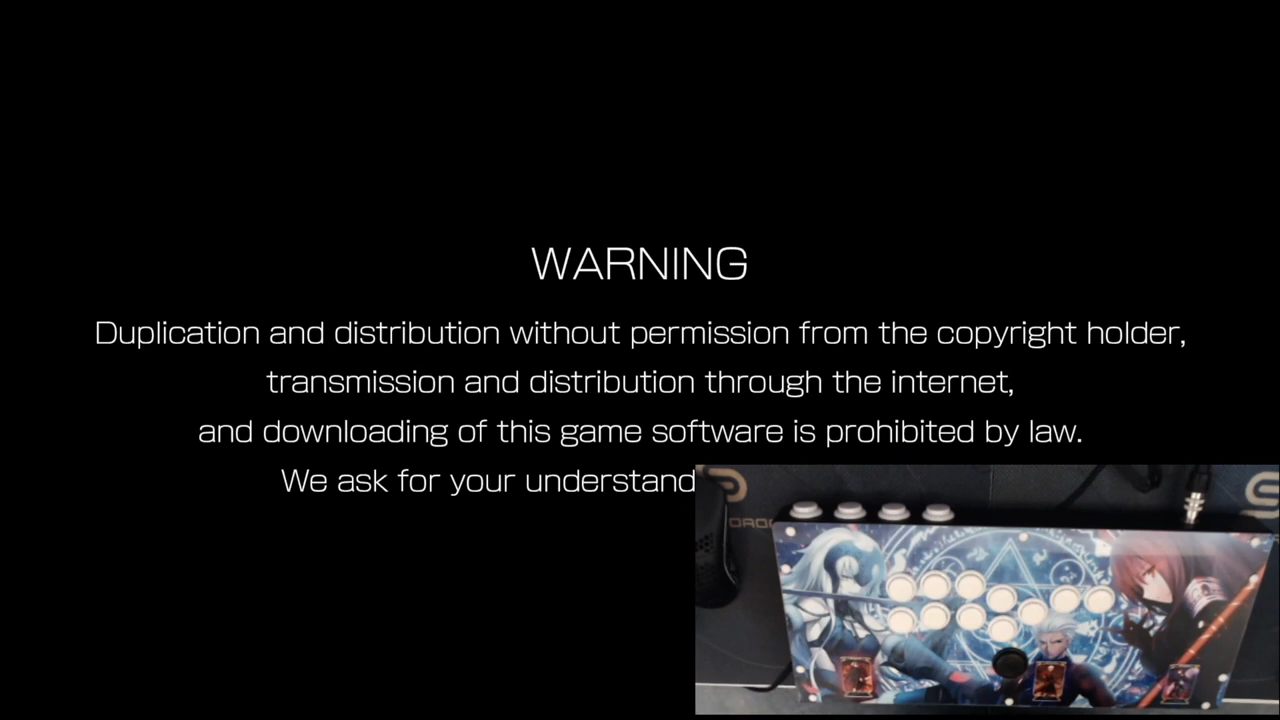 WARNING
Duplication and distribution without permission from the copyright holder,
transmission and distribution through the internet,
and downloading of this game software is prohibited by law.
We ask for your understand